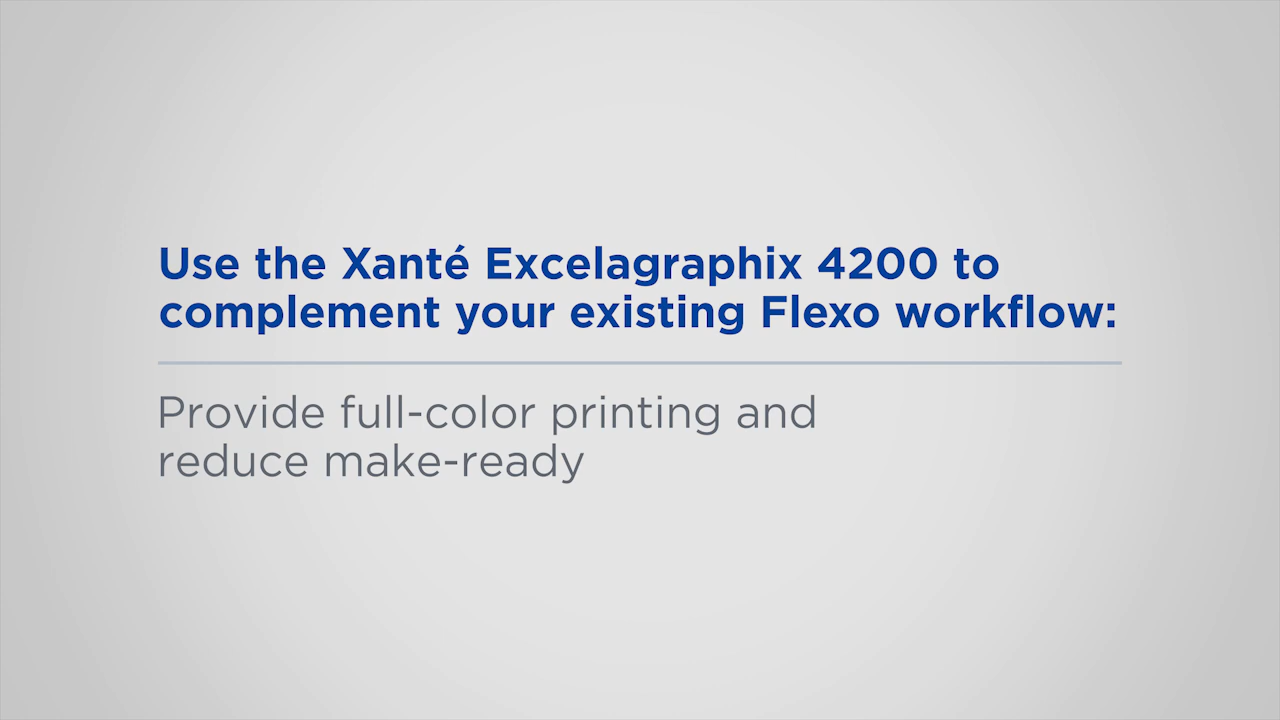 Use the Xanté Excelagraphix 4200 to
complement your existing Flexo workflow:
Provide full-color printing and
reduce make-ready